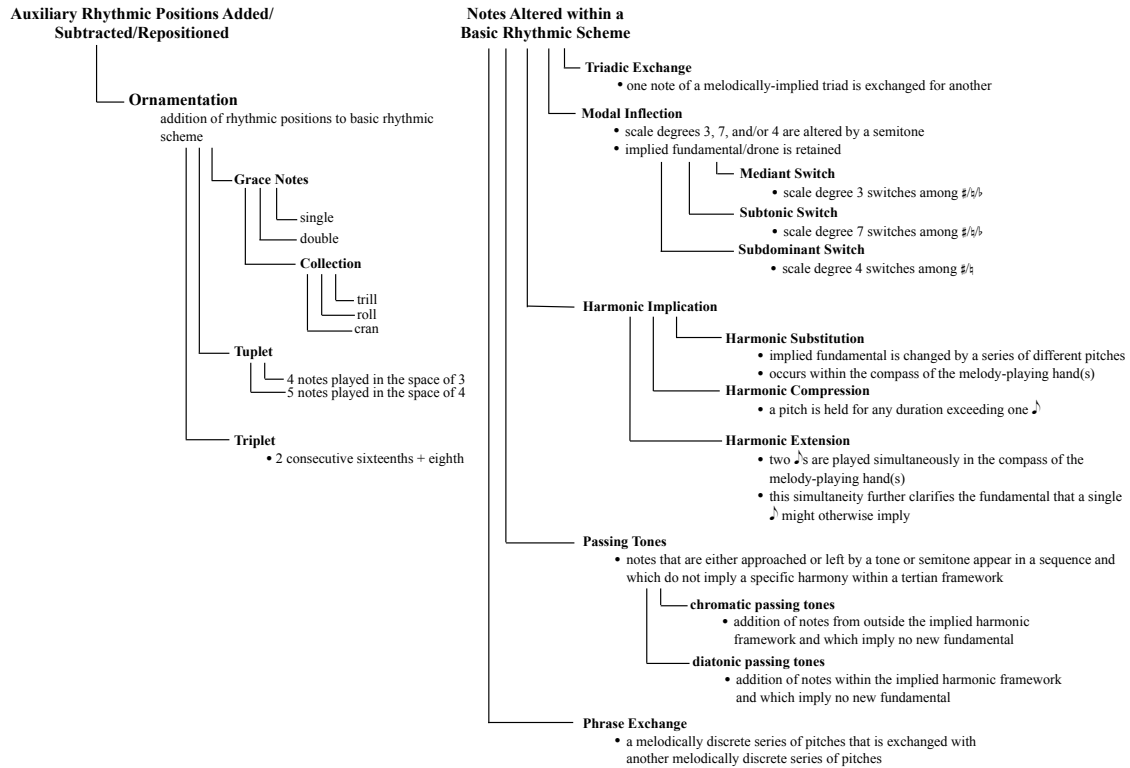 Auxiliary Rhythmic Positions Added/
Subtracted/Repositioned
Ornamentation
addition of rhythmic positions to basic rhythmic
scheme
Grace Notes
single
double
Collection
trill
roll
cran
Tuplet
4 notes played in the space of 3
5 notes played in the space of 4
Triplet
• 2 consecutive sixteenths + eighth
Notes Altered within a
Basic Rhythmic Scheme
Triadic Exchange
• one note of a melodically-implied triad is exchanged for another
Modal Inflection
• scale degrees 3, 7, and/or 4 are altered by a semitone
• implied fundamental/drone is retained
Mediant Switch
• scale degree 3 switches among ♯/♮/♭
Subtonic Switch
• scale degree 7 switches among ♯/♮/♭
Subdominant Switch
• scale degree 4 switches among ♯/♮
Harmonic Implication
Harmonic Substitution
• implied fundamental is changed by a series of different pitches
• occurs within the compass of the melody-playing hand(s)
Harmonic Compression
• a pitch is held for any duration exceeding one ♪
Harmonic Extension
• two ♪s are played simultaneously in the compass of the
melody-playing hand(s)
• this simultaneity further clarifies the fundamental that a single
♪ might otherwise imply
Passing Tones
• notes that are either approached or left by a tone or semitone appear in a sequence and
which do not imply a specific harmony within a tertian framework
chromatic passing tones
• addition of notes from outside the implied harmonic
framework and which imply no new fundamental
diatonic passing tones
• addition of notes within the implied harmonic framework
and which imply no new fundamental
Phrase Exchange
• a melodically discrete series of pitches that is exchanged with
another melodically discrete series of pitches